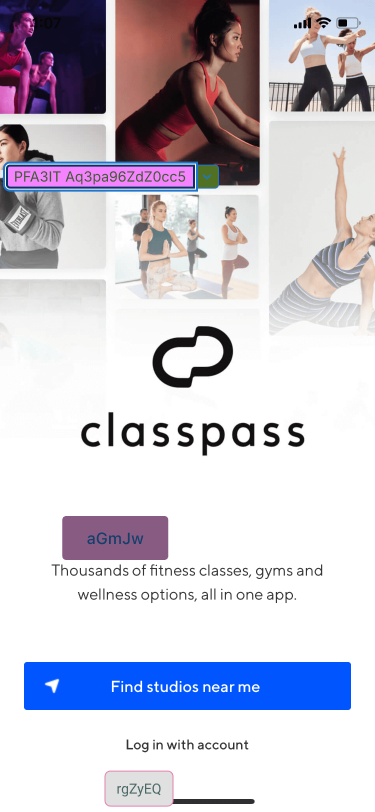 PFA3IT Aq3pa96ZdZ0cc5
classpass
aGmJw
Thousands of fitness classes, gyms and
wellness options, all in one app.
Find studios near me
Log in with account
rgZyEQ